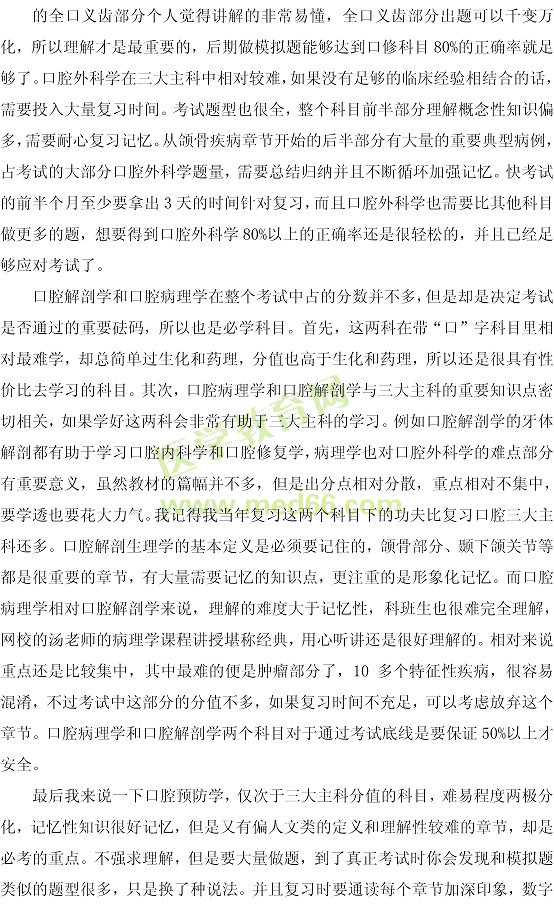 的全口义齿部分个人觉得讲解的非常易懂，全口义齿部分出题可以千变万
化，所以理解才是最重要的，后期做模拟题能够达到口修科目 80%的正确率就足
够了。口腔外科学在三大主科中相对较难，如果没有足够的临床经验相结合的话，
需要投入大量复习时间。考试题型也很全，整个科目前半部分理解概念性知识偏
多，需要耐心复习记忆。从颌骨疾病章节开始的后半部分有大量的重要典型病例，
占考试的大部分口腔外科学题量，需要总结归纳并且不断循环加强记忆。快考试
的前半个月至少要拿出 3 天的时间针对复习，而且口腔外科学也需要比其他科目
做更多的题，想要得到口腔外科学 80%以上的正确率还是很轻松的，并且已经足
够应对考试了。
口腔解剖学和口腔病理学在整个考试中占的分数并不多，但是却是决定考试
是否通过的重要砝码，所以也是必学科目。首先，这两科在带“口”字科目里相
对最难学，却总简单过生化和药理，分值也高于生化和药理，所以还是很具有性
价比去学习的科目。其次，口腔病理学和口腔解剖学与三大主科的重要知识点密
切相关，如果学好这两科会非常有助于三大主科的学习。例如口腔解剖学的牙体
解剖都有助于学习口腔内科学和口腔修复学，病理学也对口腔外科学的难点部分
有重要意义，虽然教材的篇幅并不多，但是出分点相对分散，重点相对不集中，
要学透也要花大力气。我记得我当年复习这两个科目下的功夫比复习口腔三大主
科还多。口腔解剖生理学的基本定义是必须要记住的，颌骨部分、颞下颌关节等
都是很重要的章节，有大量需要记忆的知识点，更注重的是形象化记忆。而口腔
病理学相对口腔解剖学来说，理解的难度大于记忆性，科班生也很难完全理解，
网校的汤老师的病理学课程讲授堪称经典，用心听讲还是很好理解的。相对来说
重点还是比较集中，其中最难的便是肿瘤部分了，10 多个特征性疾病，很容易
混淆，不过考试中这部分的分值不多，如果复习时间不充足，可以考虑放弃这个
章节。口腔病理学和口腔解剖学两个科目对于通过考试底线是要保证 50%以上才
安全。
最后我来说一下口腔预防学，仅次于三大主科分值的科目，难易程度两极分
化，记忆性知识很好记忆，但是又有偏人文类的定义和理解性较难的章节，却是
必考的重点。不强求理解，但是要大量做题，到了真正考试时你会发现和模拟题
类似的题型很多，只是换了种说法。并且复习时要通读每个章节加深印象，数字
医学教育网
www.med66.com